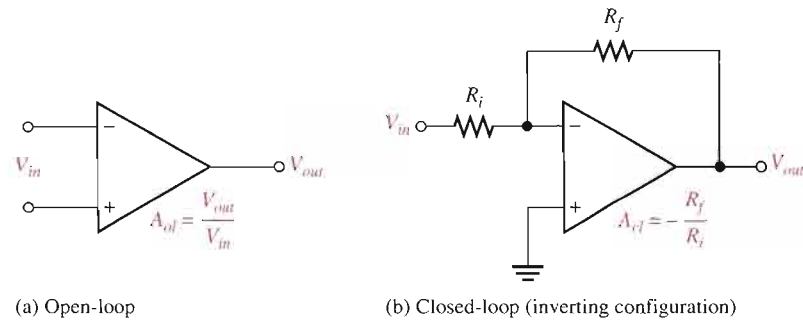 R_f
R_i
V_in
−
+
V_out
A_ol = V_out / V_in
V_in
−
+
V_out
A_cl = − R_f / R_i
(a) Open-loop
(b) Closed-loop (inverting configuration)